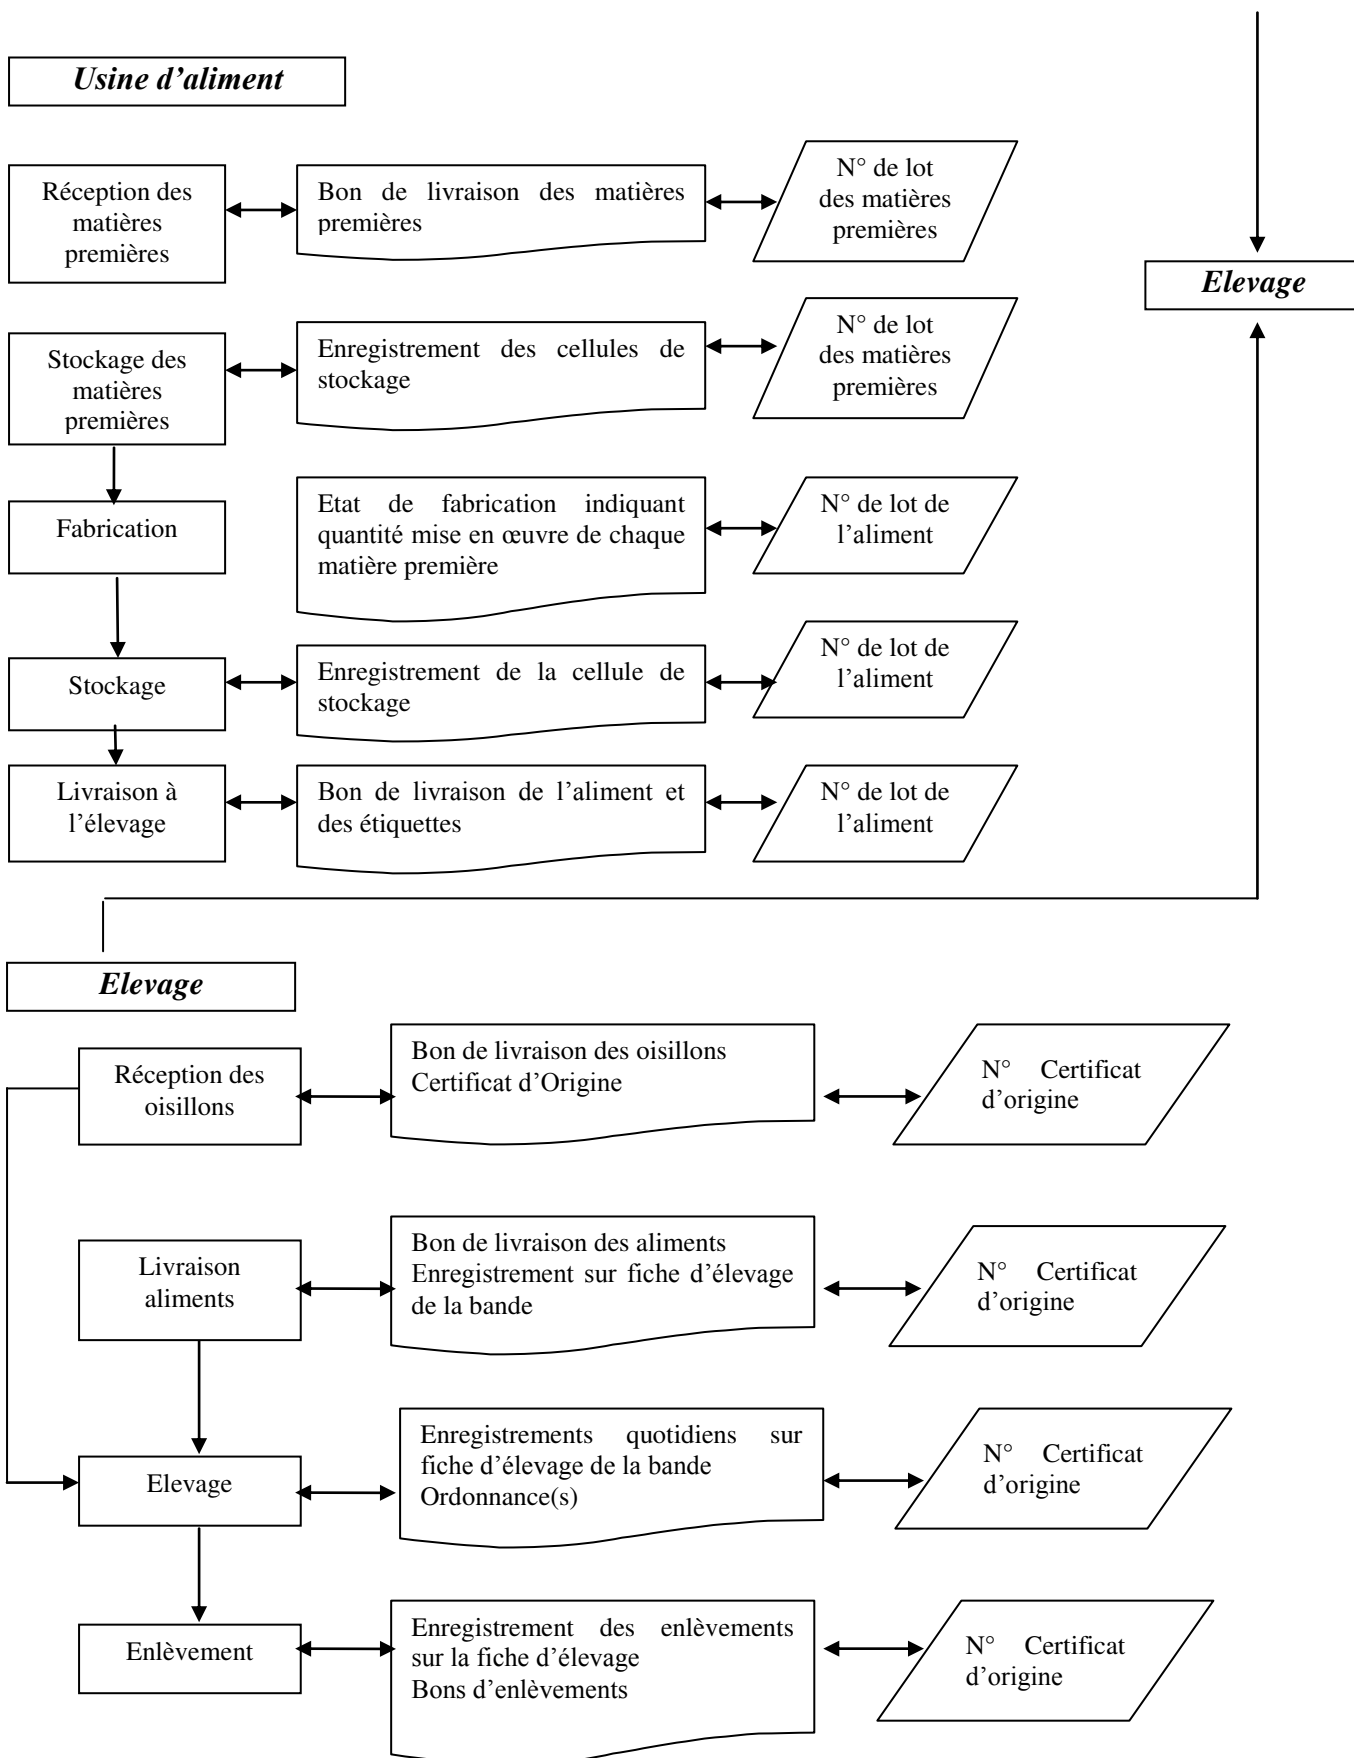 Usine d’aliment
Réception des
matières
premières
Bon de livraison des matières
premières
N° de lot
des matières
premières
Elevage
Stockage des
matières
premières
Enregistrement des cellules de
stockage
N° de lot
des matières
premières
Fabrication
Etat de fabrication indiquant
quantité mise en œuvre de chaque
matière première
N° de lot de
l’aliment
Stockage
Enregistrement de la cellule de
stockage
N° de lot de
l’aliment
Livraison à
l’élevage
Bon de livraison de l’aliment et
des étiquettes
N° de lot de
l’aliment
Elevage
Réception des
oisillons
Bon de livraison des oisillons
Certificat d’Origine
N° Certificat
d’origine
Livraison
aliments
Bon de livraison des aliments
Enregistrement sur fiche d’élevage
de la bande
N° Certificat
d’origine
Elevage
Enregistrements quotidiens sur
fiche d’élevage de la bande
Ordonnance(s)
N° Certificat
d’origine
Enlèvement
Enregistrement des enlèvements
sur la fiche d’élevage
Bons d’enlèvements
N° Certificat
d’origine